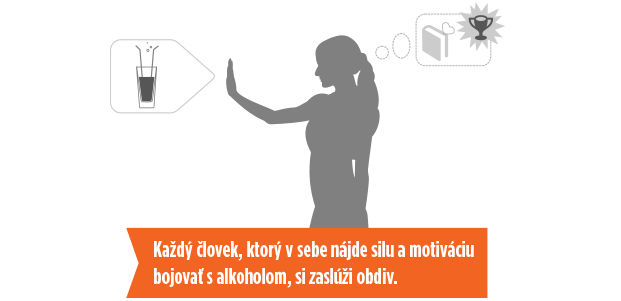 Každý človek, ktorý v sebe nájde silu a motiváciu
bojovať s alkoholom, si zaslúži obdiv.